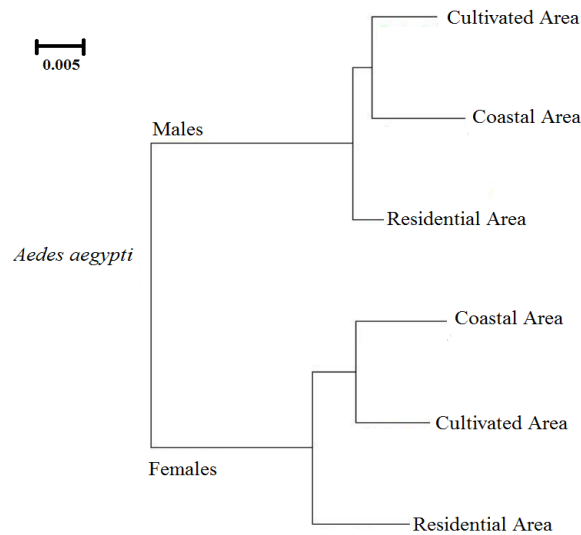 Cultivated Area
0.005
Coastal Area
Males
Residential Area
Aedes aegypti
Coastal Area
Cultivated Area
Females
Residential Area